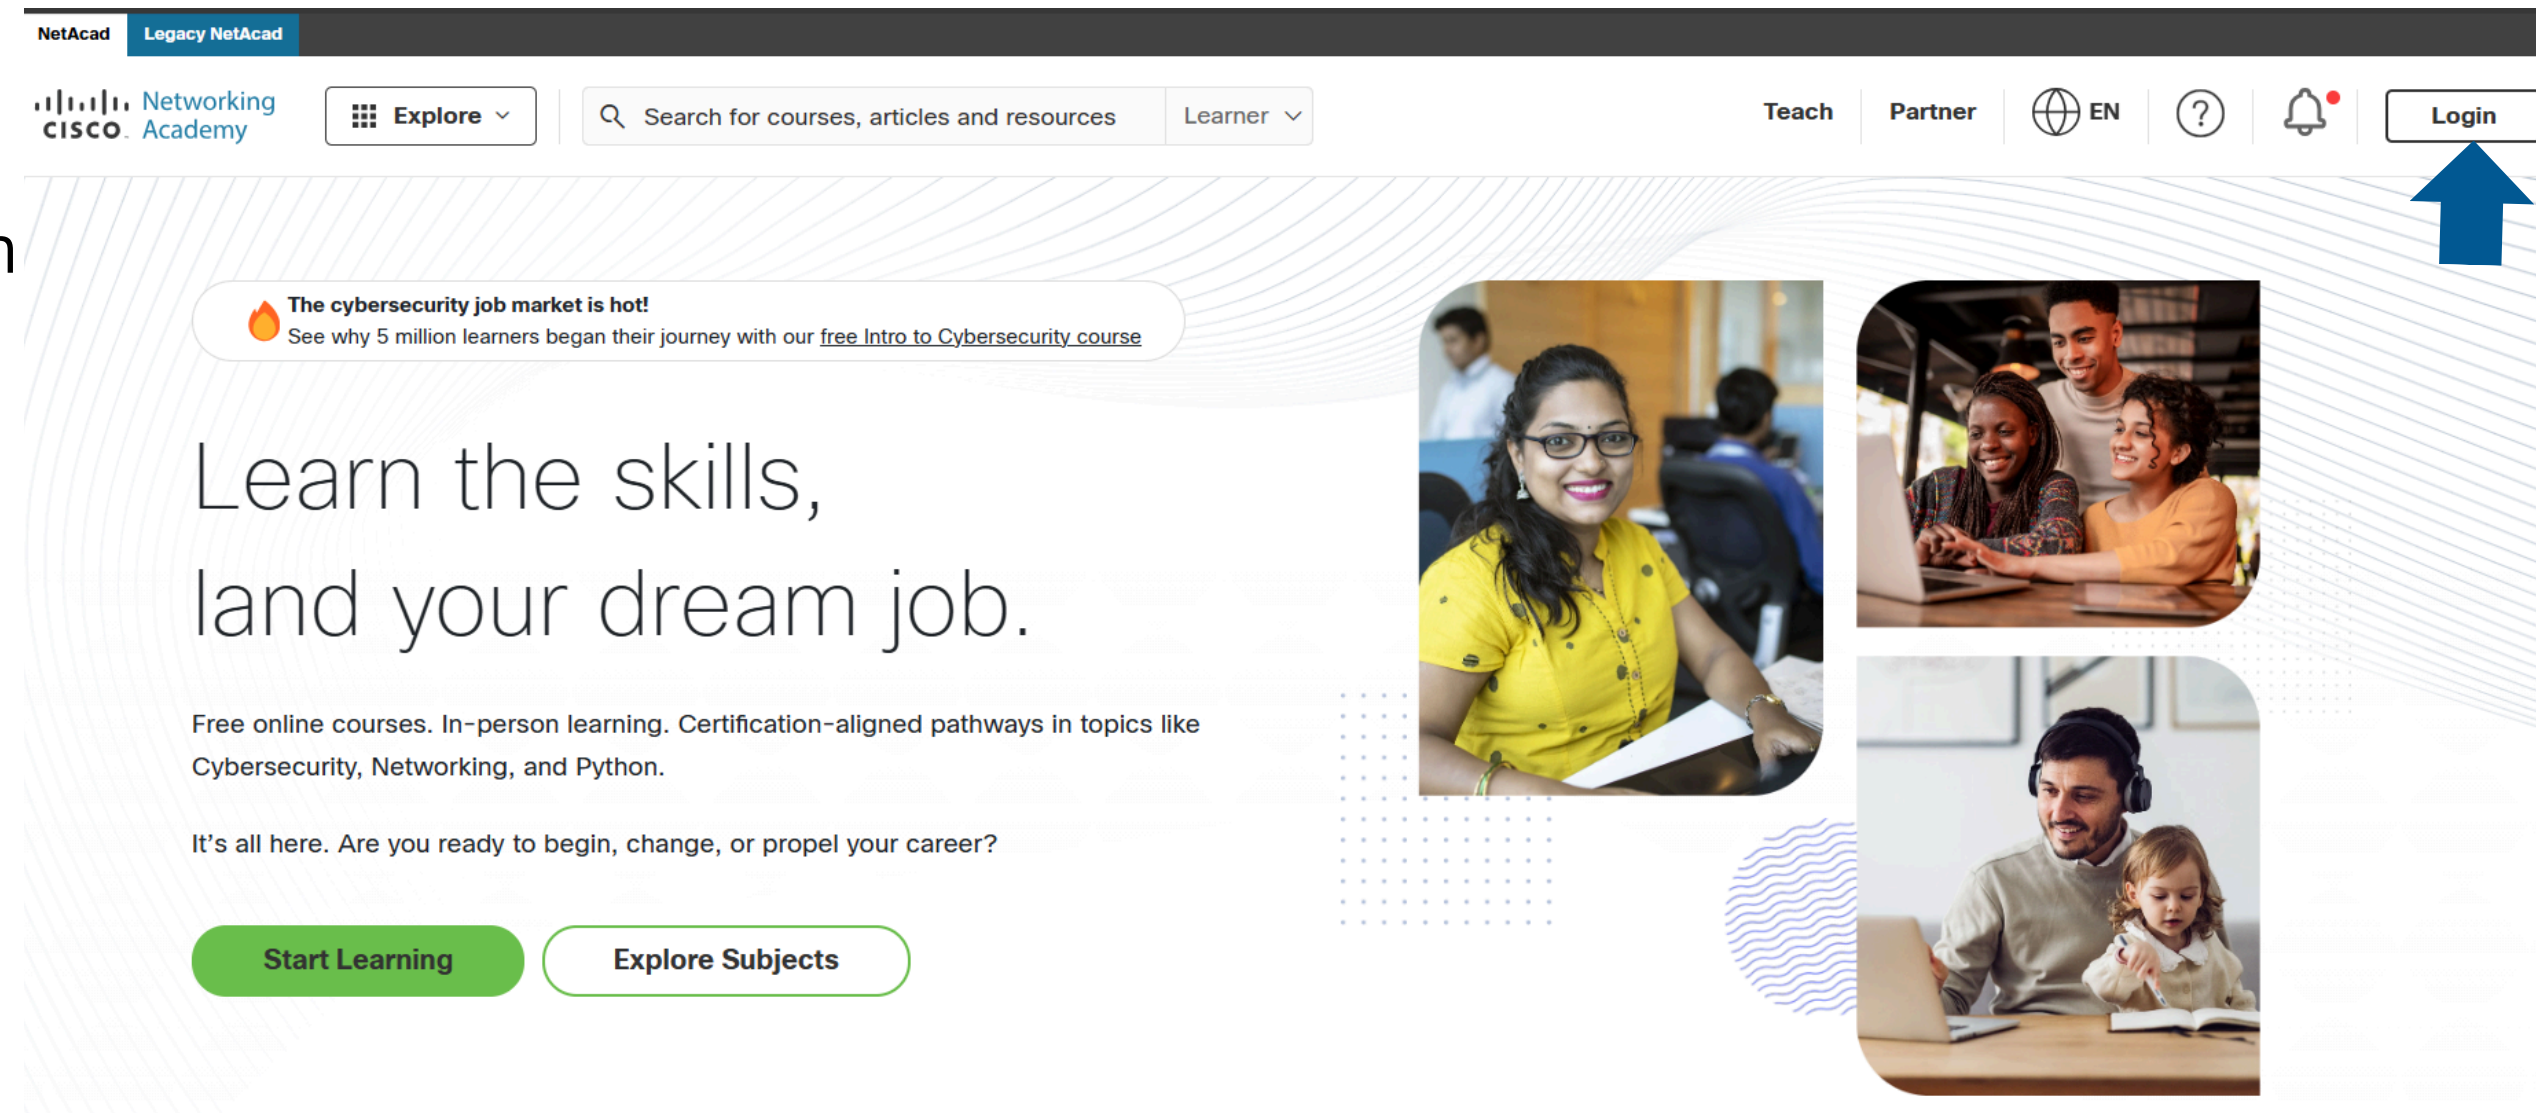 NetAcad Legacy NetAcad
CISCO Networking Academy
Explore
Search for courses, articles and resources
Learner
Teach
Partner
EN
?
Login
n
The cybersecurity job market is hot!
See why 5 million learners began their journey with our free Intro to Cybersecurity course
Learn the skills,
land your dream job.
Free online courses. In-person learning. Certification-aligned pathways in topics like
Cybersecurity, Networking, and Python.
It's all here. Are you ready to begin, change, or propel your career?
Start Learning
Explore Subjects